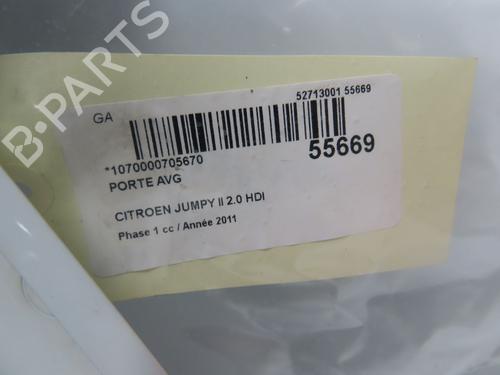 GA
52713001 55669
*1070000705670
55669
PORTE AVG
CITROEN JUMPY II 2.0 HDI
Phase 1 cc / Année 2011
B-PARTS